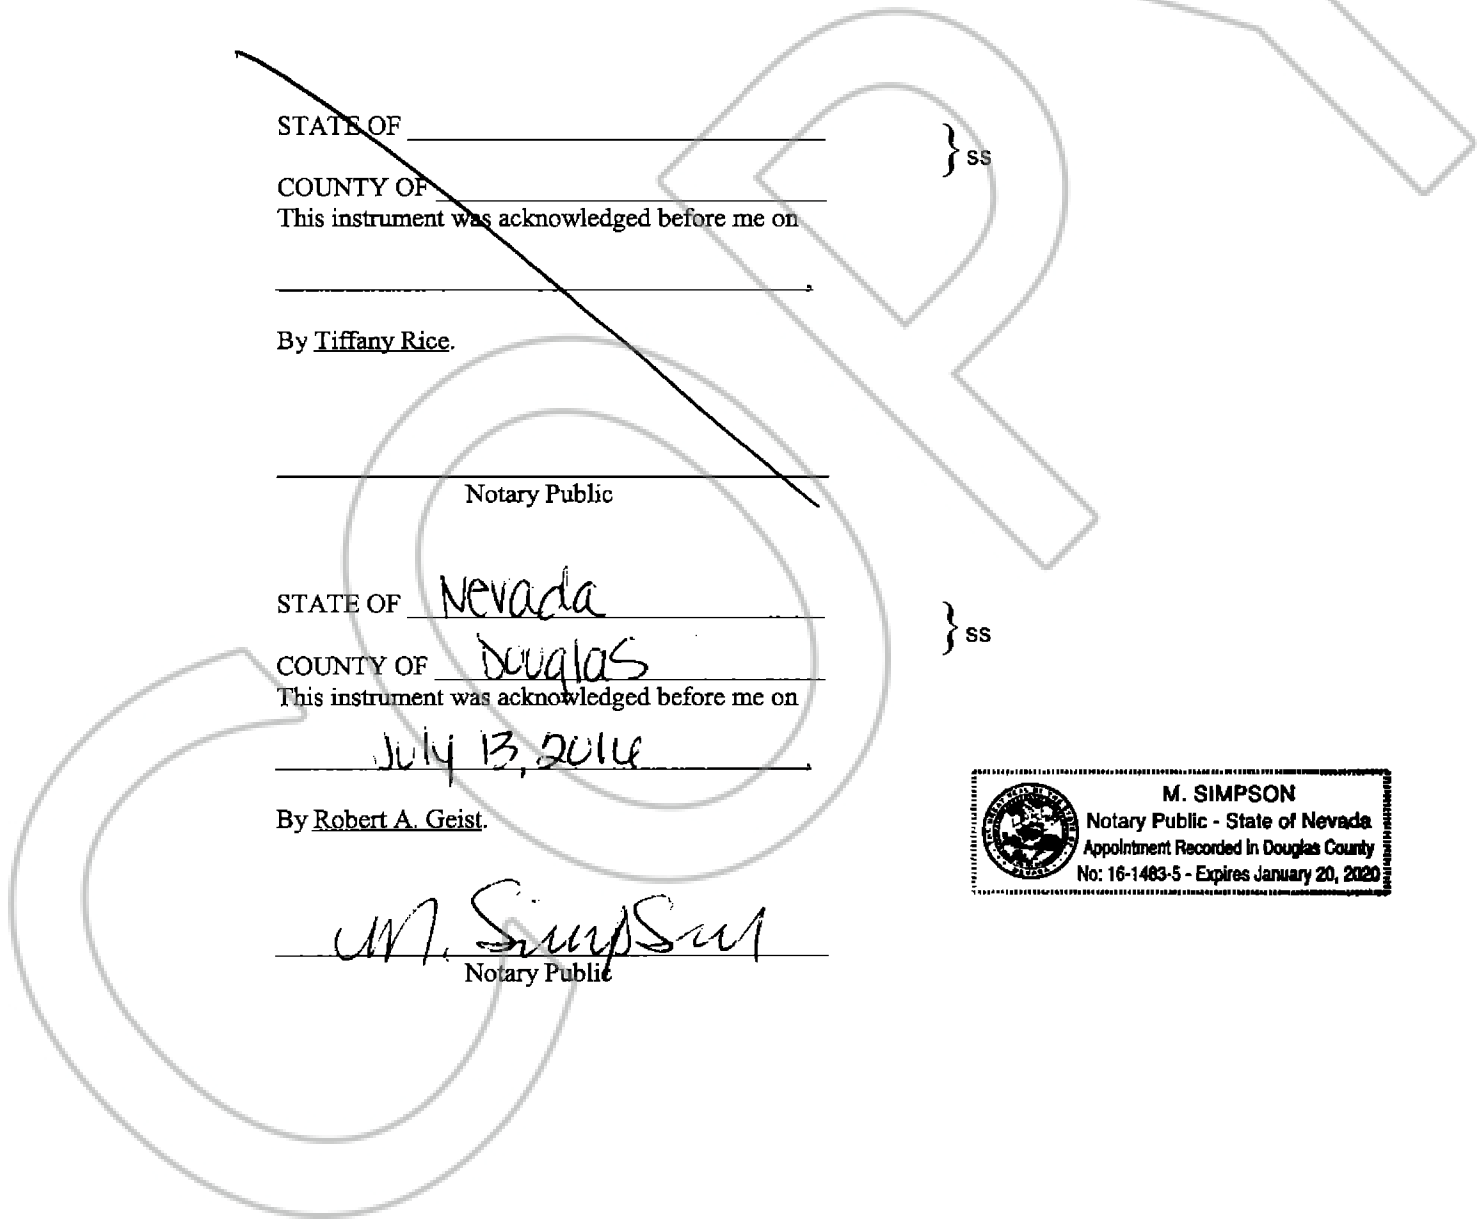 STATE OF
} ss
COUNTY OF
This instrument was acknowledged before me on
,
By Tiffany Rice.
Notary Public
STATE OF Nevada
} ss
COUNTY OF Douglas
This instrument was acknowledged before me on
July 13, 2016
,
By Robert A. Geist.
M. SIMPSON
Notary Public - State of Nevada
Appointment Recorded in Douglas County
No: 16-1483-5 - Expires January 20, 2020
M. Simpson
Notary Public
COPY